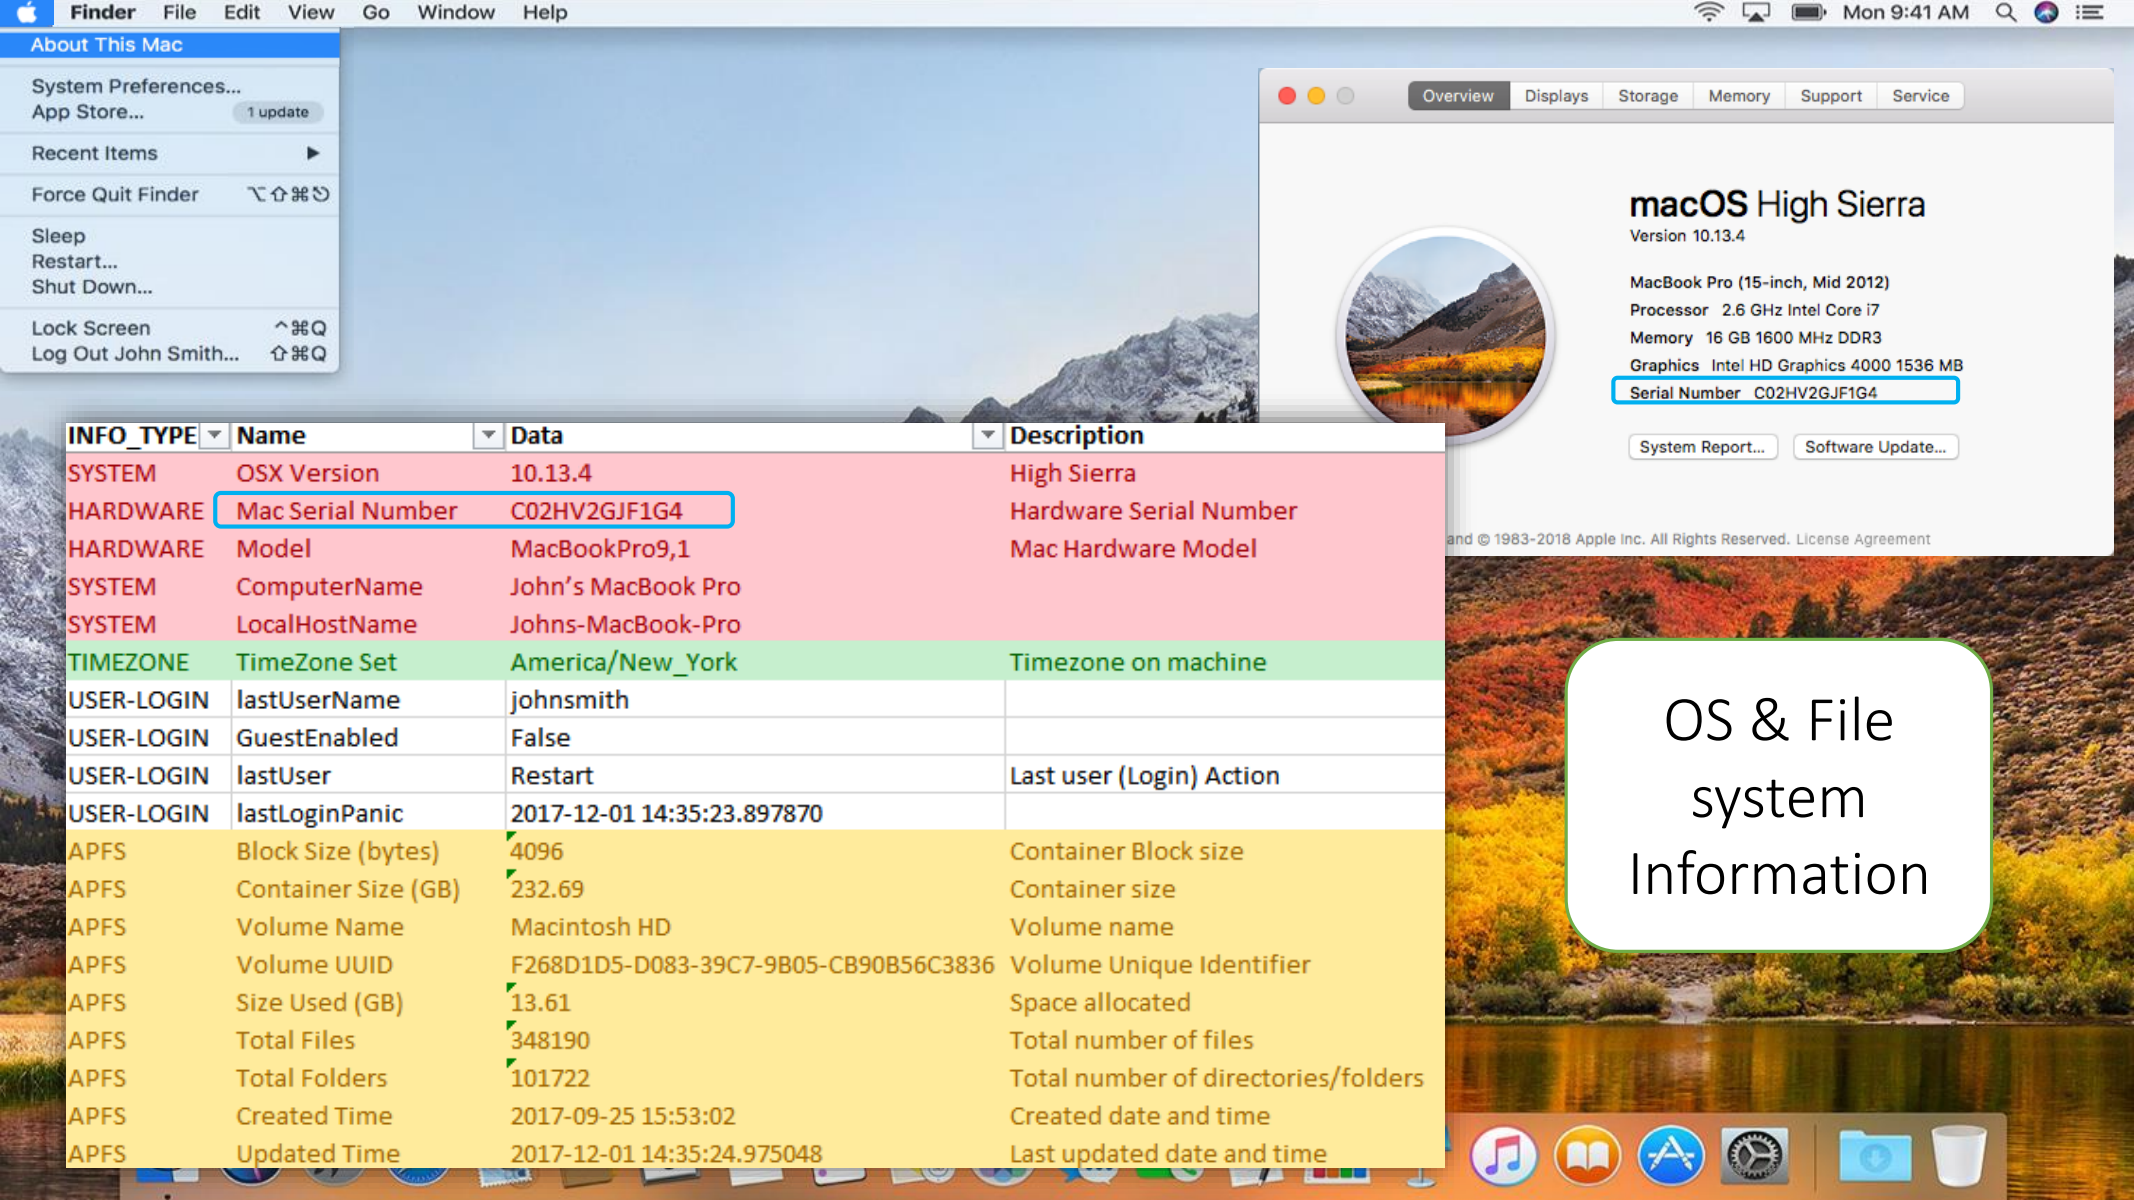 Finder File Edit View Go Window Help Mon 9:41 AM
About This Mac
System Preferences...
App Store... 1 update
Recent Items
Force Quit Finder ⌥⇧⌘⎋
Sleep
Restart...
Shut Down...
Lock Screen ^⌘Q
Log Out John Smith... ⇧⌘Q
Overview Displays Storage Memory Support Service
macOS High Sierra
Version 10.13.4
MacBook Pro (15-inch, Mid 2012)
Processor 2.6 GHz Intel Core i7
Memory 16 GB 1600 MHz DDR3
Graphics Intel HD Graphics 4000 1536 MB
Serial Number C02HV2GJF1G4
System Report... Software Update...
and © 1983-2018 Apple Inc. All Rights Reserved. License Agreement
INFO_TYPE Name Data Description
SYSTEM OSX Version 10.13.4 High Sierra
HARDWARE Mac Serial Number C02HV2GJF1G4 Hardware Serial Number
HARDWARE Model MacBookPro9,1 Mac Hardware Model
SYSTEM ComputerName John’s MacBook Pro
SYSTEM LocalHostName Johns-MacBook-Pro
TIMEZONE TimeZone Set America/New_York Timezone on machine
USER-LOGIN lastUserName johnsmith
USER-LOGIN GuestEnabled False
USER-LOGIN lastUser Restart Last user (Login) Action
USER-LOGIN lastLoginPanic 2017-12-01 14:35:23.897870
APFS Block Size (bytes) 4096 Container Block size
APFS Container Size (GB) 232.69 Container size
APFS Volume Name Macintosh HD Volume name
APFS Volume UUID F268D1D5-D083-39C7-9B05-CB90B56C3836 Volume Unique Identifier
APFS Size Used (GB) 13.61 Space allocated
APFS Total Files 348190 Total number of files
APFS Total Folders 101722 Total number of directories/folders
APFS Created Time 2017-09-25 15:53:02 Created date and time
APFS Updated Time 2017-12-01 14:35:24.975048 Last updated date and time
OS & File
system
Information